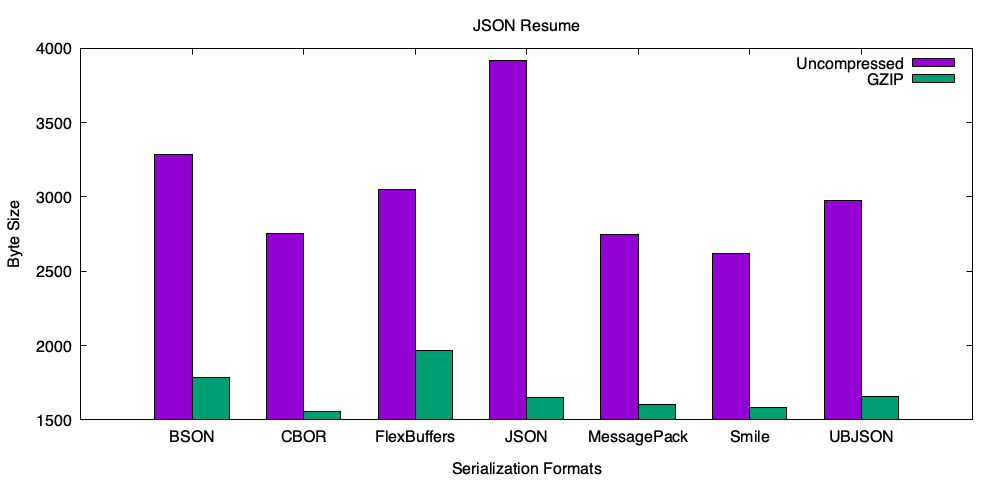 JSON Resume
4000
3500
3000
2500
2000
1500
Byte Size
Uncompressed
GZIP
BSON CBOR FlexBuffers JSON MessagePack Smile UBJSON
Serialization Formats